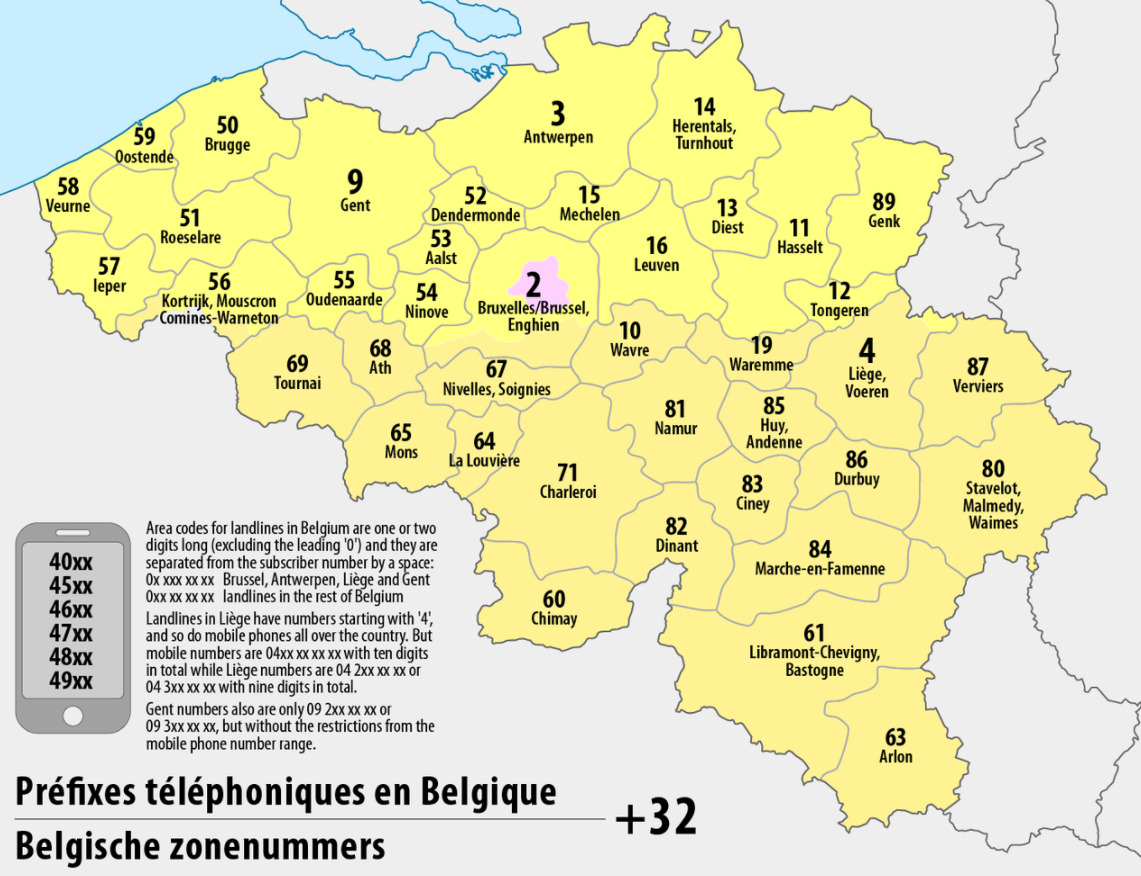 3
Antwerpen
14
Herentals,
Turnhout
50
Brugge
59
Oostende
9
Gent
58
Veurne
52
Dendermonde
15
Mechelen
13
Diest
89
Genk
51
Roeselare
11
Hasselt
53
Aalst
16
Leuven
57
Ieper
56
Kortrijk, Mouscron
Comines-Warneton
55
Oudenaarde
54
Ninove
2
Bruxelles/Brussel,
Enghien
12
Tongeren
10
Wavre
19
Waremme
4
Liège,
Voeren
87
Verviers
69
Tournai
68
Ath
67
Nivelles, Soignies
81
Namur
85
Huy,
Andenne
65
Mons
64
La Louvière
71
Charleroi
83
Ciney
86
Durbuy
80
Stavelot,
Malmedy,
Waimes
82
Dinant
84
Marche-en-Famenne
60
Chimay
61
Libramont-Chevigny,
Bastogne
63
Arlon
40xx
45xx
46xx
47xx
48xx
49xx
Area codes for landlines in Belgium are one or two
digits long (excluding the leading '0') and they are
separated from the subscriber number by a space:
0x xxx xx xx Brussel, Antwerpen, Liège and Gent
0xx xx xx xx landlines in the rest of Belgium
Landlines in Liège have numbers starting with '4',
and so do mobile phones all over the country. But
mobile numbers are 04xx xx xx xx with ten digits
in total while Liège numbers are 04 2xx xx xx or
04 3xx xx xx with nine digits in total.
Gent numbers also are only 09 2xx xx xx or
09 3xx xx xx, but without the restrictions from the
mobile phone number range.
Préfixes téléphoniques en Belgique
Belgische zonenummers
+32